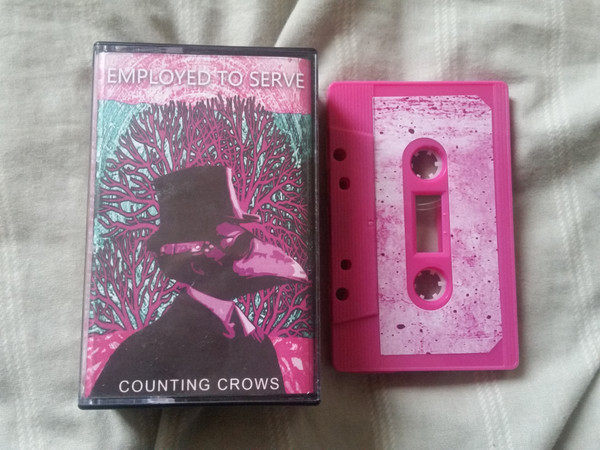 EMPLOYED TO SERVE
COUNTING CROWS